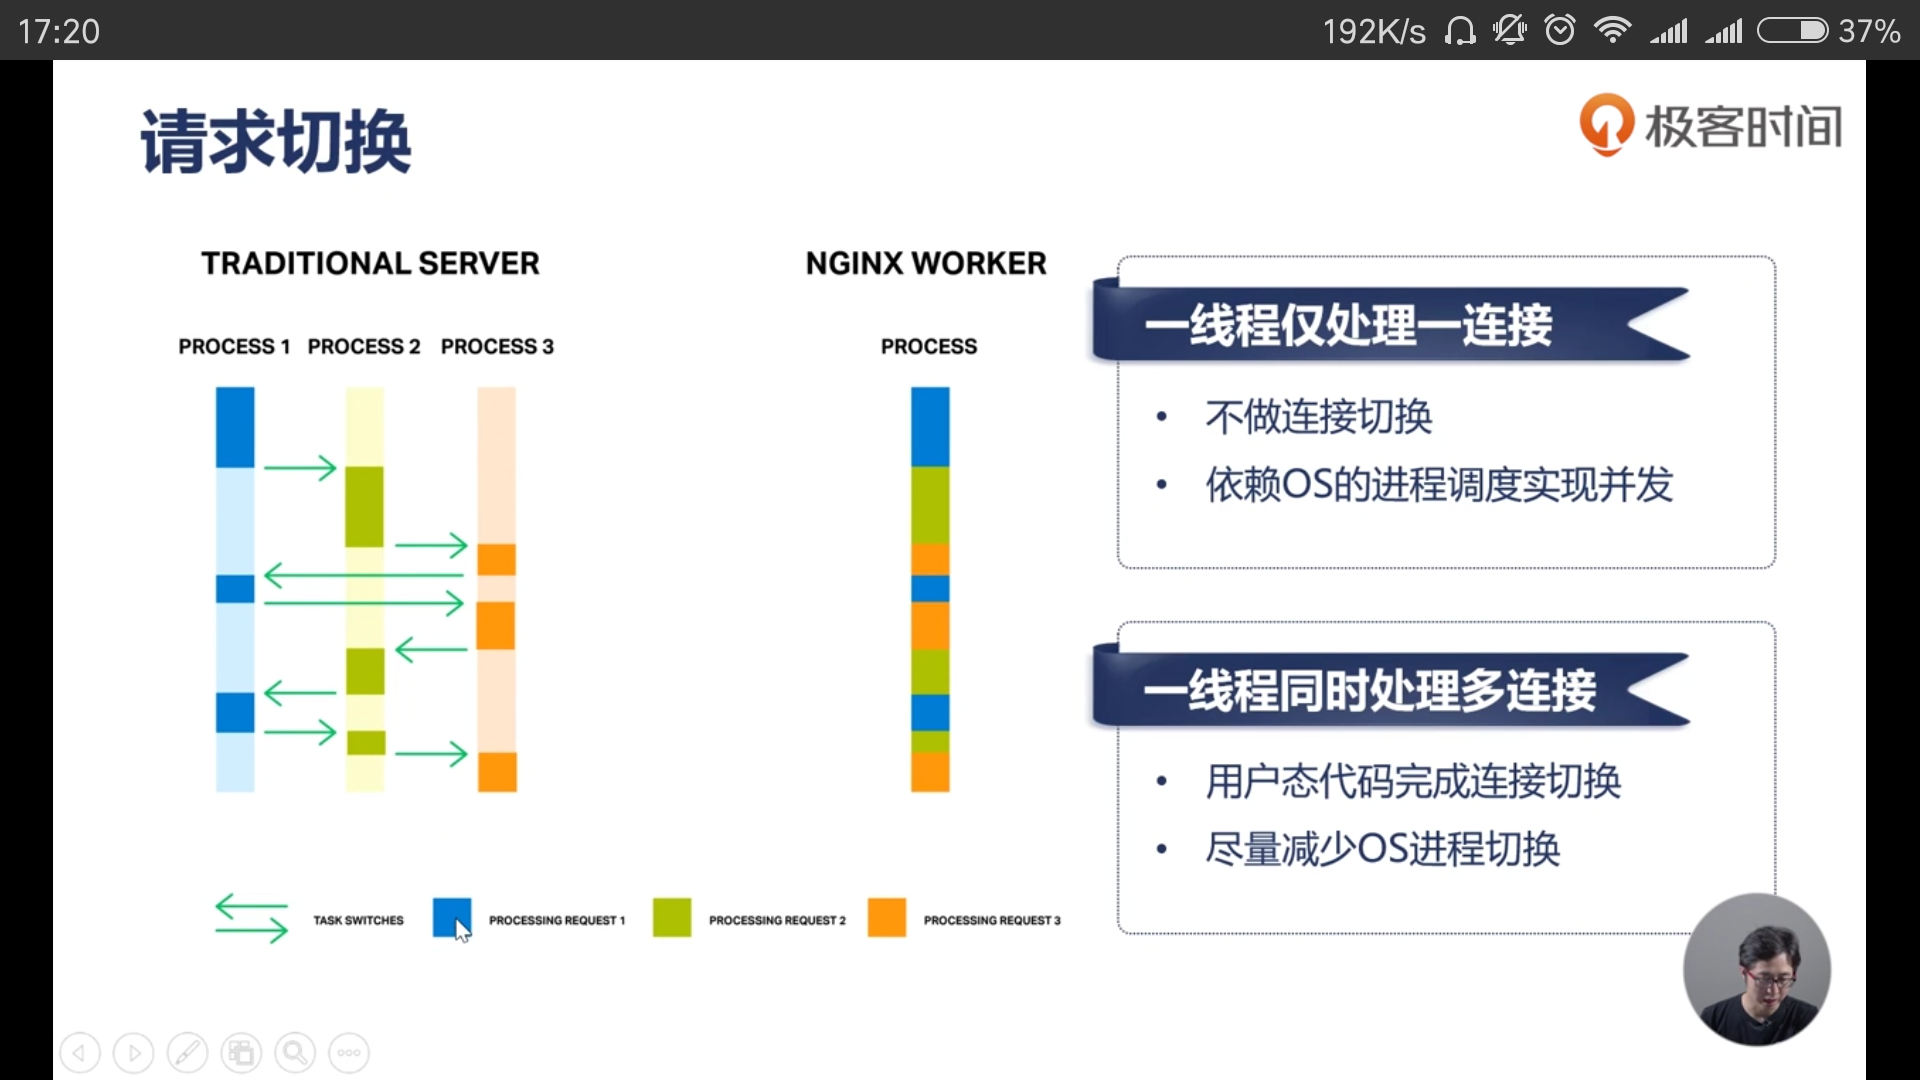 17:20
192K/s
37%
请求切换
极客时间
TRADITIONAL SERVER
NGINX WORKER
PROCESS 1
PROCESS 2
PROCESS 3
PROCESS
一线程仅处理一连接
• 不做连接切换
• 依赖OS的进程调度实现并发
一线程同时处理多连接
• 用户态代码完成连接切换
• 尽量减少OS进程切换
TASK SWITCHES
PROCESSING REQUEST 1
PROCESSING REQUEST 2
PROCESSING REQUEST 3